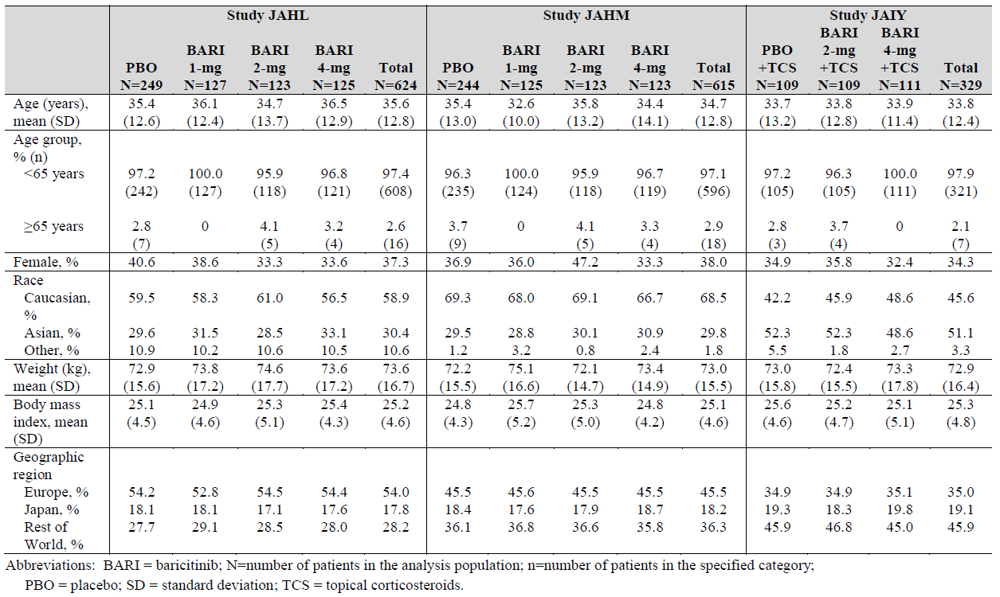 Study JAHL Study JAHM Study JAIY
PBO N=249 BARI 1-mg N=127 BARI 2-mg N=123 BARI 4-mg N=125 Total N=624 PBO N=244 BARI 1-mg N=125 BARI 2-mg N=123 BARI 4-mg N=123 Total N=615 PBO +TCS N=109 BARI 2-mg +TCS N=109 BARI 4-mg +TCS N=111 Total N=329
Age (years), 35.4 36.1 34.7 36.5 35.6 35.4 32.6 35.8 34.4 34.7 33.7 33.8 33.9 33.8
mean (SD) (12.6) (12.4) (13.7) (12.9) (12.8) (13.0) (10.0) (13.2) (14.1) (12.8) (13.2) (12.8) (11.4) (12.4)
Age group,
% (n)
<65 years 97.2 100.0 95.9 96.8 97.4 96.3 100.0 95.9 96.7 97.1 97.2 96.3 100.0 97.9
(242) (127) (118) (121) (608) (235) (124) (118) (119) (596) (105) (105) (111) (321)
≥65 years 2.8 0 4.1 3.2 2.6 3.7 0 4.1 3.3 2.9 2.8 3.7 0 2.1
(7) (5) (4) (16) (9) (5) (4) (18) (3) (4) (7)
Female, % 40.6 38.6 33.3 33.6 37.3 36.9 36.0 47.2 33.3 38.0 34.9 35.8 32.4 34.3
Race
Caucasian, 59.5 58.3 61.0 56.5 58.9 69.3 68.0 69.1 66.7 68.5 42.2 45.9 48.6 45.6
%
Asian, % 29.6 31.5 28.5 33.1 30.4 29.5 28.8 30.1 30.9 29.8 52.3 52.3 48.6 51.1
Other, % 10.9 10.2 10.6 10.5 10.6 1.2 3.2 0.8 2.4 1.8 5.5 1.8 2.7 3.3
Weight (kg), 72.9 73.8 74.6 73.6 73.6 72.2 75.1 72.1 73.4 73.0 73.0 72.4 73.3 72.9
mean (SD) (15.6) (17.2) (17.7) (17.2) (16.7) (15.5) (16.6) (14.7) (14.9) (15.5) (15.8) (15.5) (17.8) (16.4)
Body mass 25.1 24.9 25.3 25.4 25.2 24.8 25.7 25.3 24.8 25.1 25.6 25.2 25.1 25.3
index, mean (4.5) (4.6) (5.1) (4.3) (4.6) (4.3) (5.2) (5.0) (4.2) (4.6) (4.6) (4.7) (5.1) (4.8)
(SD)
Geographic
region
Europe, % 54.2 52.8 54.5 54.4 54.0 45.5 45.6 45.5 45.5 45.5 34.9 34.9 35.1 35.0
Japan, % 18.1 18.1 17.1 17.6 17.8 18.4 17.6 17.9 18.7 18.2 19.3 18.3 19.8 19.1
Rest of 27.7 29.1 28.5 28.0 28.2 36.1 36.8 36.6 35.8 36.3 45.9 46.8 45.0 45.9
World, %
Abbreviations: BARI = baricitinib; N=number of patients in the analysis population; n=number of patients in the specified category;
PBO = placebo; SD = standard deviation; TCS = topical corticosteroids.